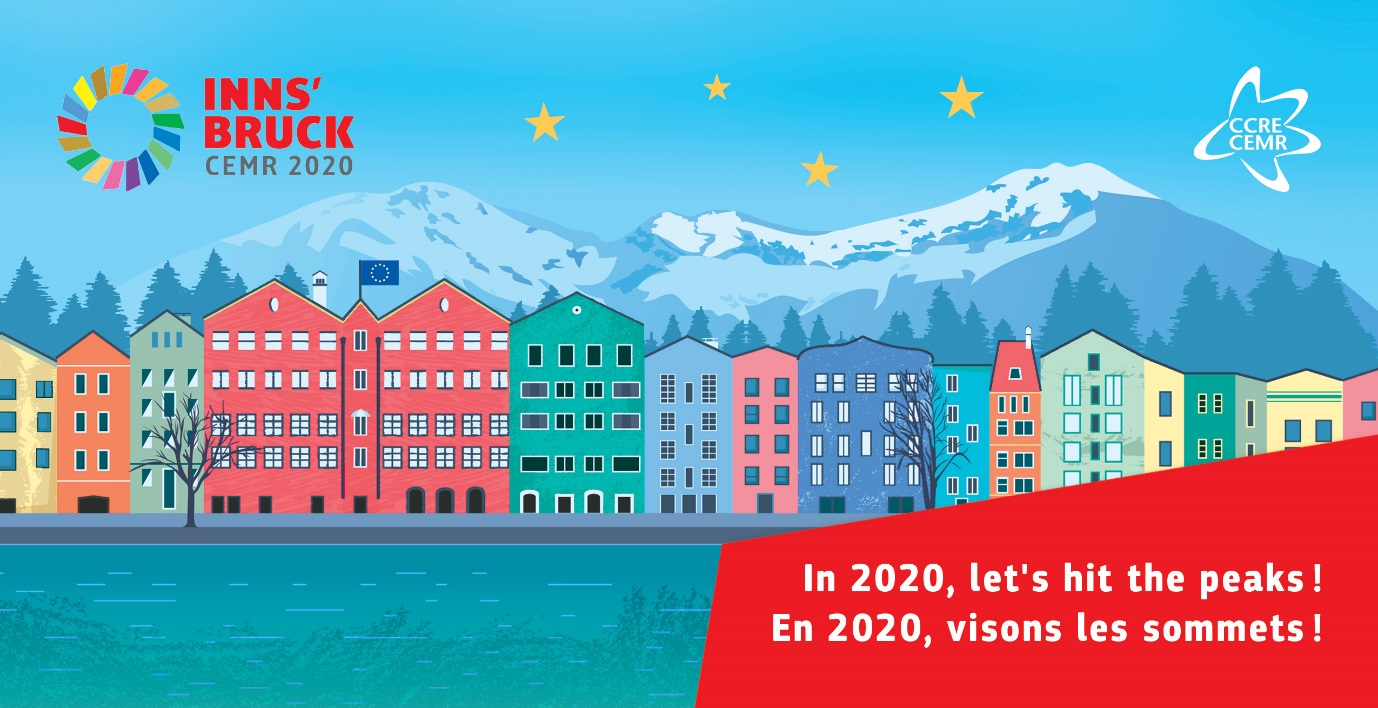 INNS'
BRUCK
CEMR 2020
CCRE
CEMR
In 2020, let's hit the peaks !
En 2020, visons les sommets !